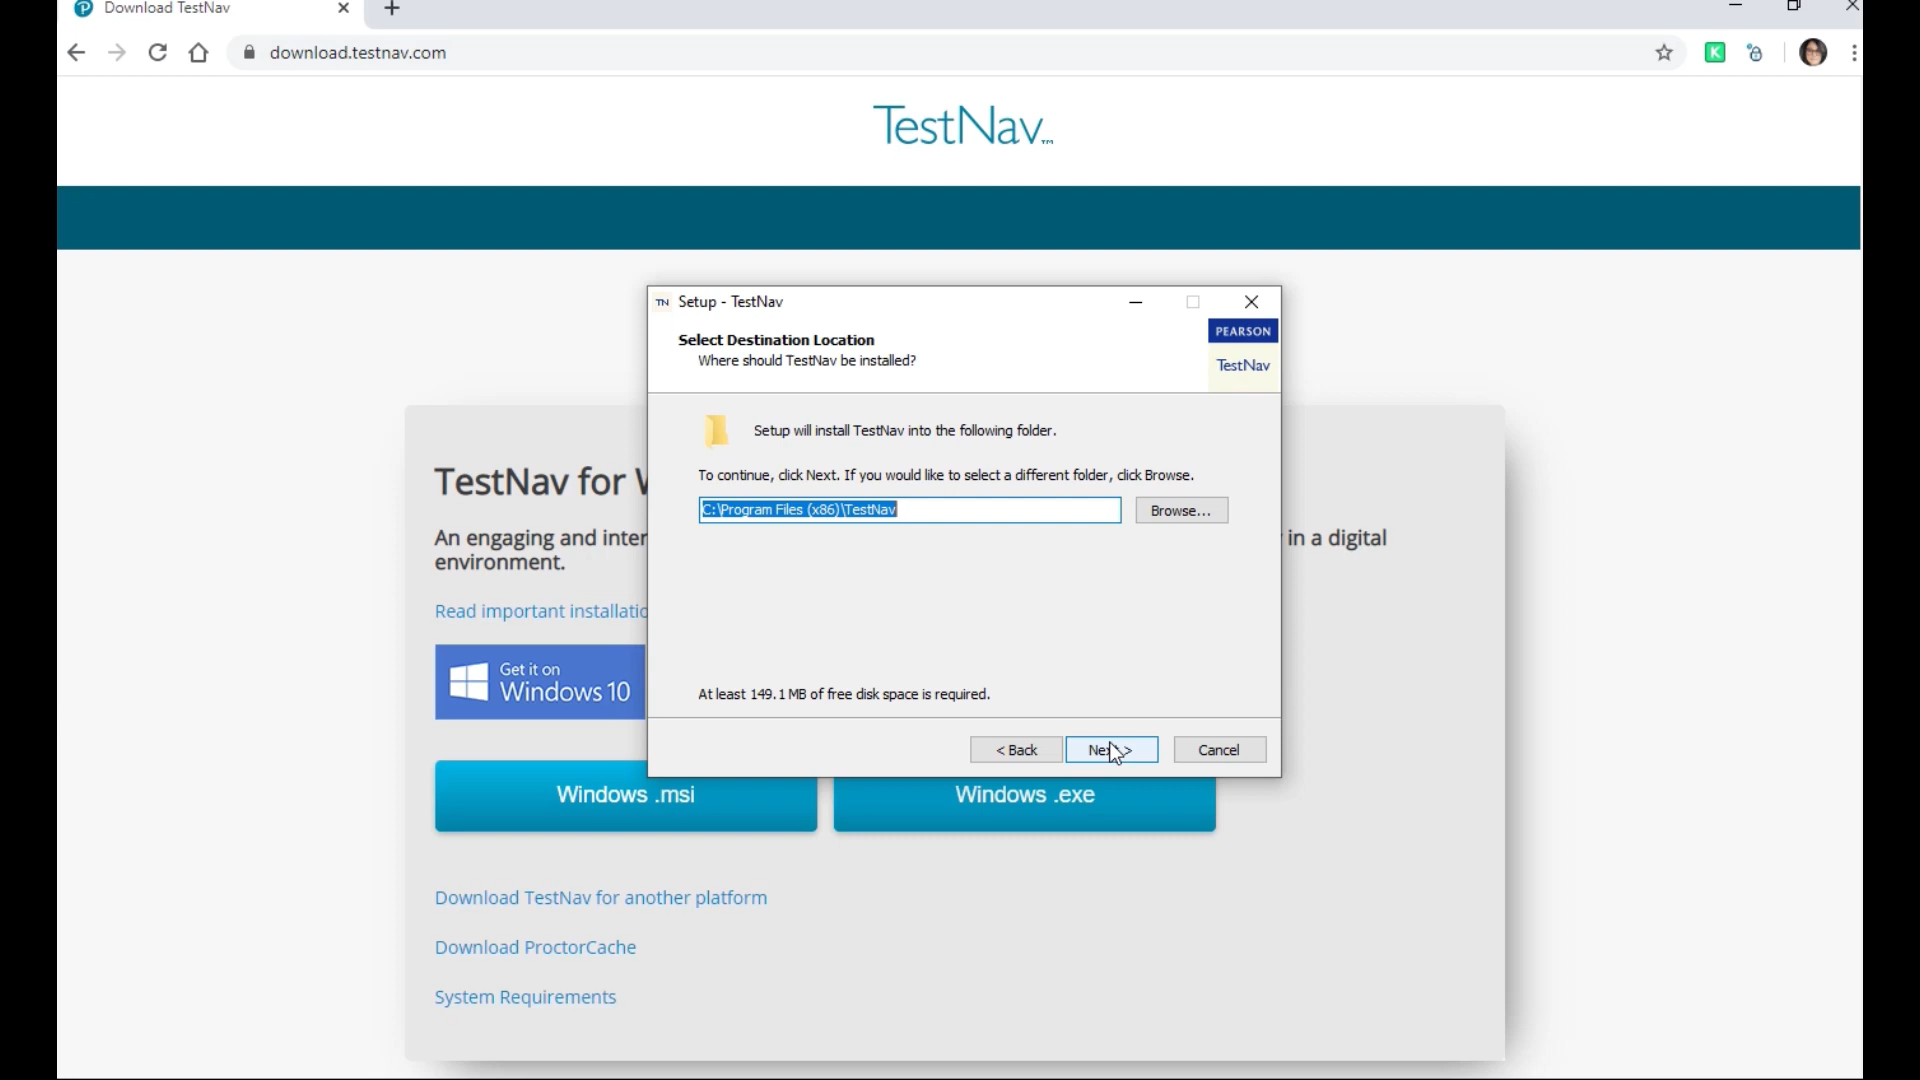 Download TestNav
download.testnav.com
TestNav™
TN Setup - TestNav
Select Destination Location
Where should TestNav be installed?
PEARSON
TestNav
Setup will install TestNav into the following folder.
To continue, click Next. If you would like to select a different folder, click Browse.
C:\Program Files (x86)\TestNav
Browse...
At least 149.1 MB of free disk space is required.
< Back
Next >
Cancel
TestNav for
An engaging and inter
in a digital
environment.
Read important installatio
Get it on
Windows 10
Windows .msi
Windows .exe
Download TestNav for another platform
Download ProctorCache
System Requirements